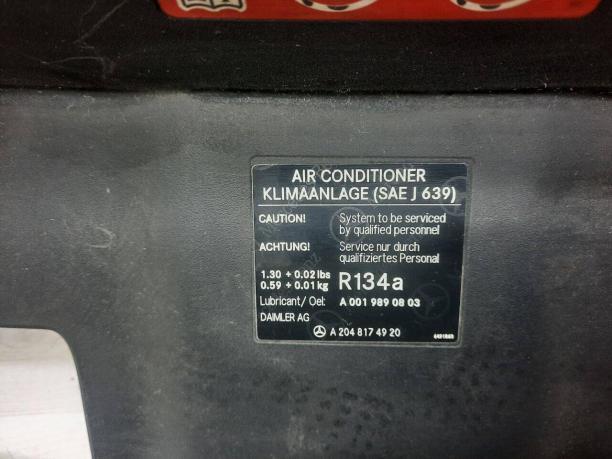 AIR CONDITIONER
KLIMAANLAGE (SAE J 639)
CAUTION! System to be serviced
by qualified personnel
ACHTUNG! Service nur durch
qualifiziertes Personal
1.30 + 0.02 lbs
0.59 + 0.01 kg R134a
Lubricant/ Oel: A 001 989 08 03
DAIMLER AG
A 204 817 49 20